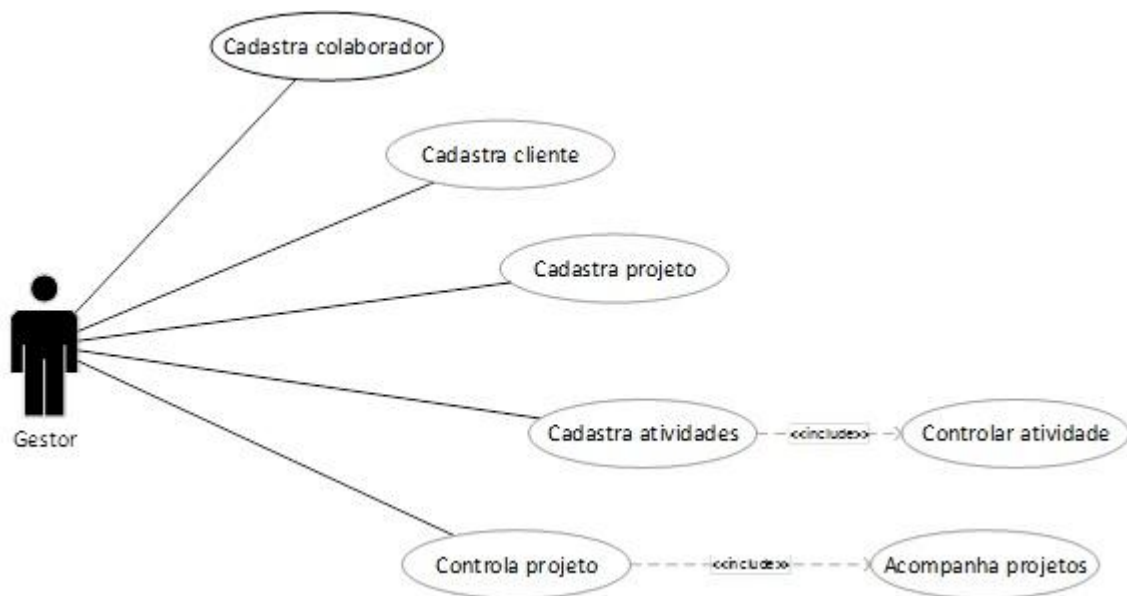 Cadastra colaborador
Cadastra cliente
Cadastra projeto
Gestor
Cadastra atividades
<<include>>
Controlar atividade
Controla projeto
<<include>>
Acompanha projetos